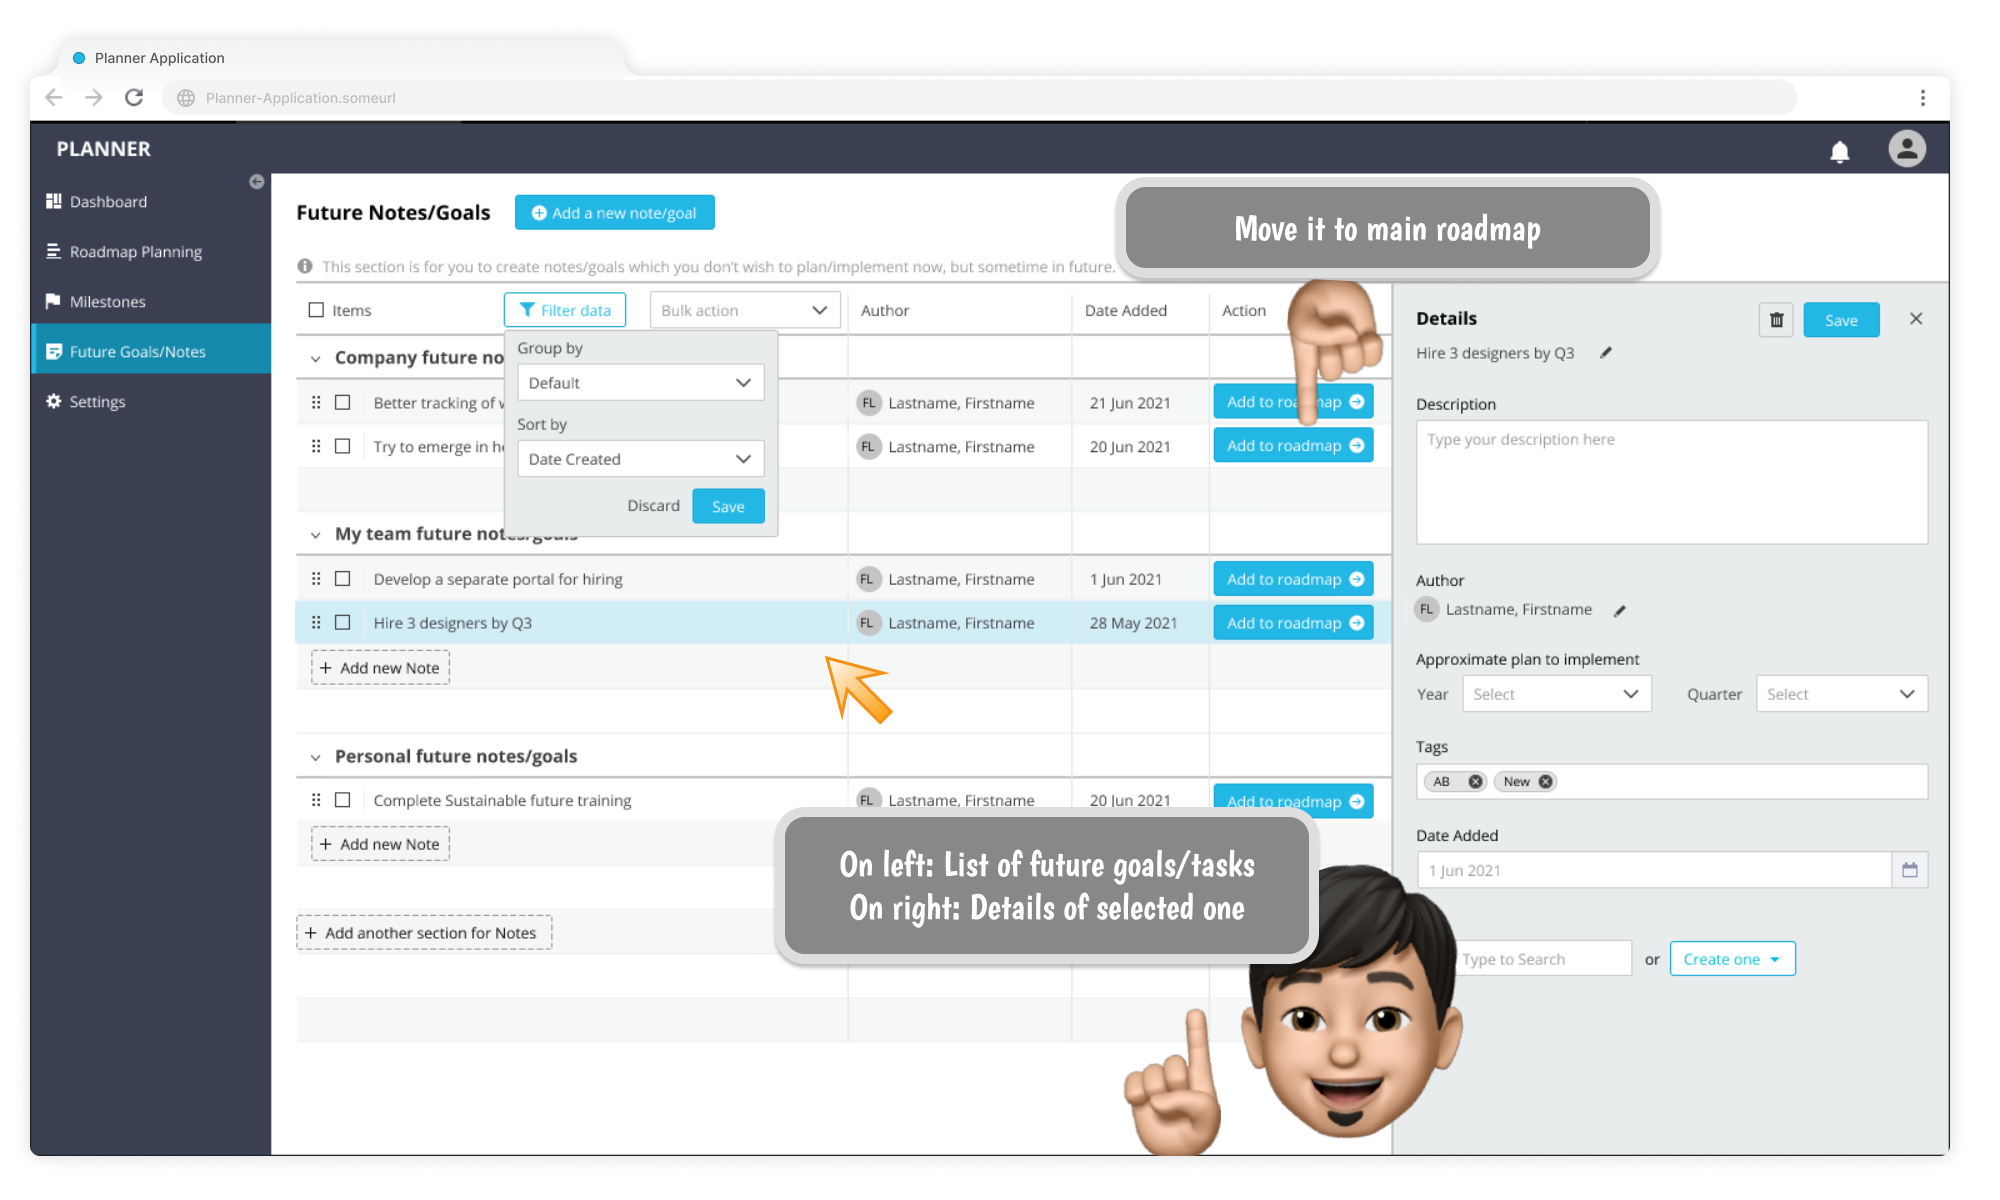 Planner Application
Planner-Application.someurl
PLANNER
Dashboard
Roadmap Planning
Milestones
Future Goals/Notes
Settings
Future Notes/Goals
Add a new note/goal
Move it to main roadmap
This section is for you to create notes/goals which you don't wish to plan/implement now, but sometime in future.
Items
Filter data
Bulk action
Author
Date Added
Action
Group by
Default
Sort by
Date Created
Discard
Save
Company future no
Better tracking of
FL Lastname, Firstname
21 Jun 2021
Add to roadmap
Try to emerge in
FL Lastname, Firstname
20 Jun 2021
Add to roadmap
My team future notes/goals
Develop a separate portal for hiring
FL Lastname, Firstname
1 Jun 2021
Add to roadmap
Hire 3 designers by Q3
FL Lastname, Firstname
28 May 2021
Add to roadmap
+ Add new Note
Personal future notes/goals
Complete Sustainable future training
FL Lastname, Firstname
20 Jun 2021
Add to roadmap
+ Add new Note
+ Add another section for Notes
On left: List of future goals/tasks
On right: Details of selected one
Details
Save
Hire 3 designers by Q3
Description
Type your description here
Author
FL Lastname, Firstname
Approximate plan to implement
Year
Select
Quarter
Select
Tags
AB
New
Date Added
1 Jun 2021
Type to Search
or
Create one